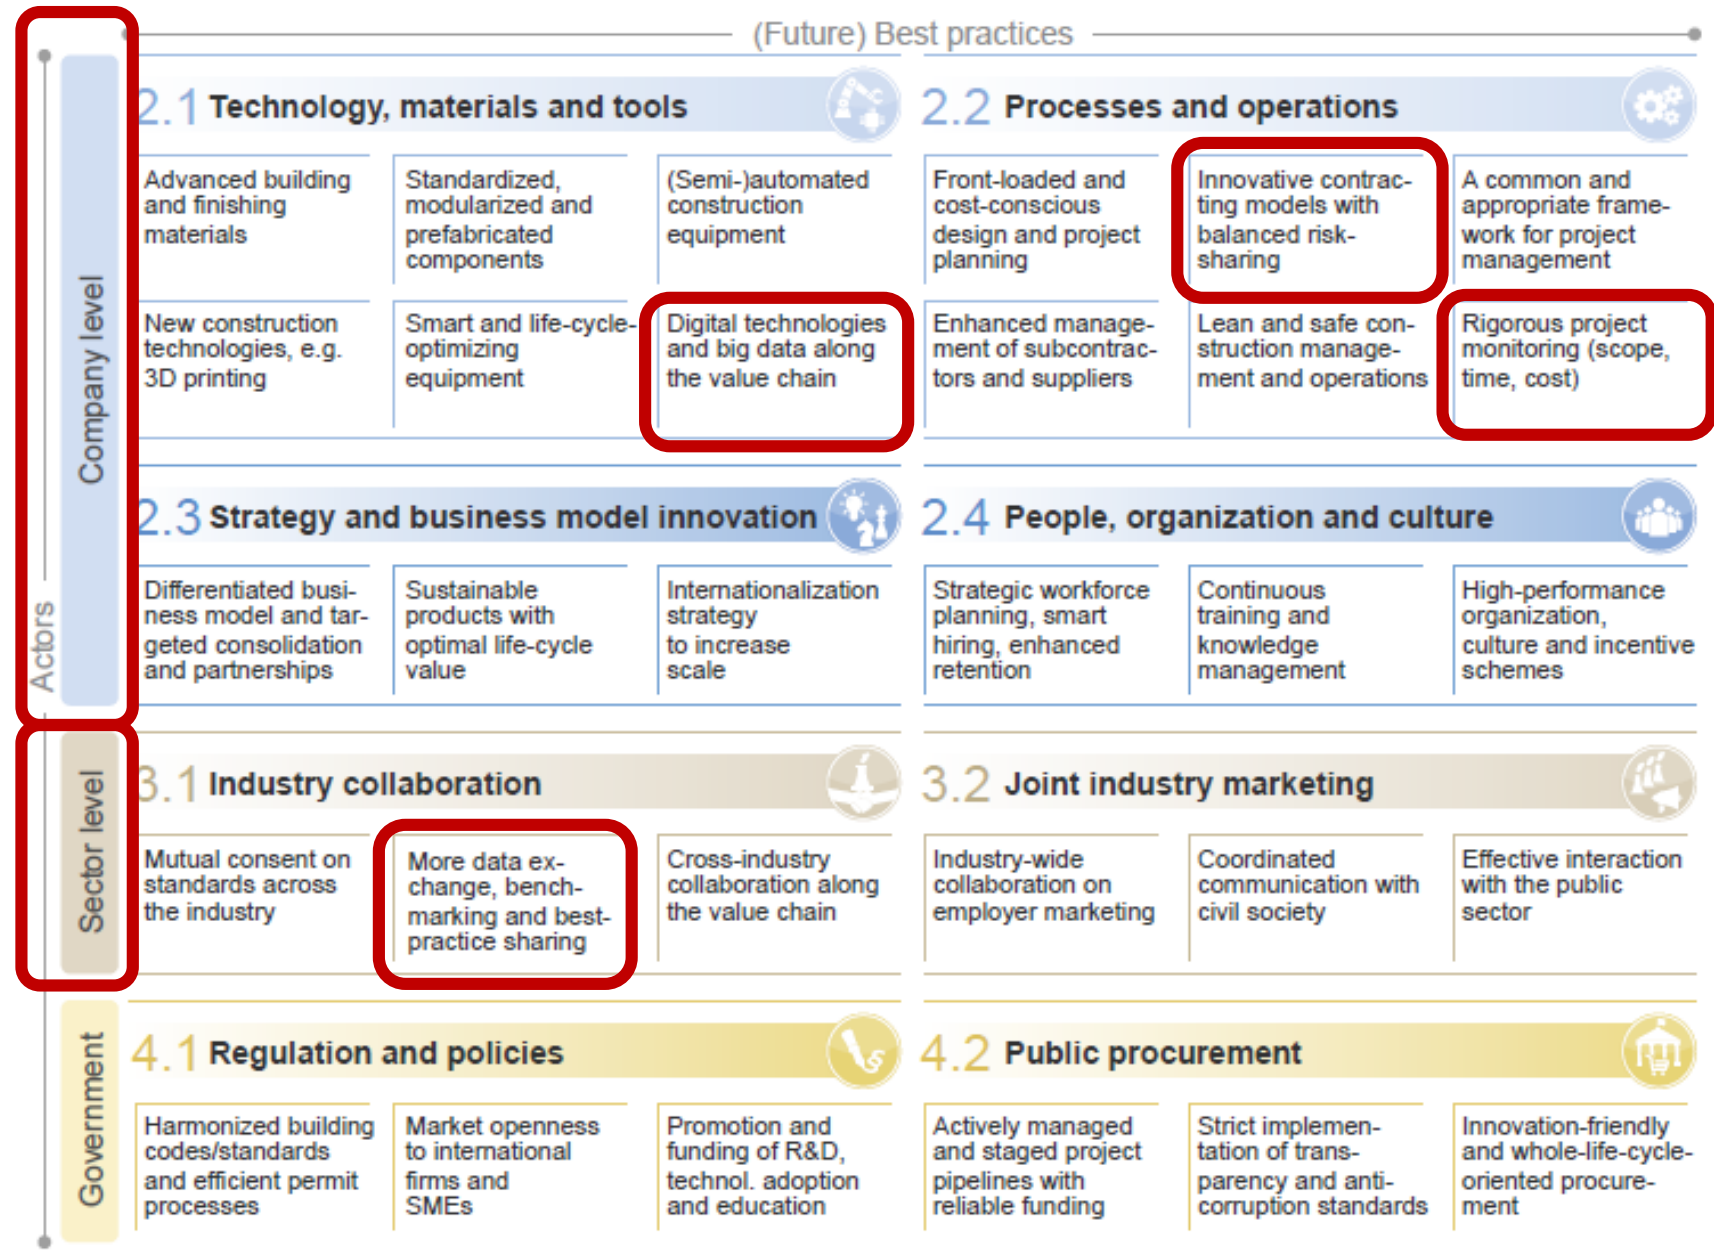 (Future) Best practices
Actors
Company level
2.1 Technology, materials and tools
Advanced building
and finishing
materials
Standardized,
modularized and
prefabricated
components
(Semi-)automated
construction
equipment
New construction
technologies, e.g.
3D printing
Smart and life-cycle-
optimizing
equipment
Digital technologies
and big data along
the value chain
2.2 Processes and operations
Front-loaded and
cost-conscious
design and project
planning
Innovative contrac-
ting models with
balanced risk-
sharing
A common and
appropriate frame-
work for project
management
Enhanced manage-
ment of subcontrac-
tors and suppliers
Lean and safe con-
struction manage-
ment and operations
Rigorous project
monitoring (scope,
time, cost)
2.3 Strategy and business model innovation
Differentiated busi-
ness model and tar-
geted consolidation
and partnerships
Sustainable
products with
optimal life-cycle
value
Internationalization
strategy
to increase
scale
2.4 People, organization and culture
Strategic workforce
planning, smart
hiring, enhanced
retention
Continuous
training and
knowledge
management
High-performance
organization,
culture and incentive
schemes
Sector level
3.1 Industry collaboration
Mutual consent on
standards across
the industry
More data ex-
change, bench-
marking and best-
practice sharing
Cross-industry
collaboration along
the value chain
3.2 Joint industry marketing
Industry-wide
collaboration on
employer marketing
Coordinated
communication with
civil society
Effective interaction
with the public
sector
Government
4.1 Regulation and policies
§
Harmonized building
codes/standards
and efficient permit
processes
Market openness
to international
firms and
SMEs
Promotion and
funding of R&D,
technol. adoption
and education
4.2 Public procurement
Actively managed
and staged project
pipelines with
reliable funding
Strict implemen-
tation of trans-
parency and anti-
corruption standards
Innovation-friendly
and whole-life-cycle-
oriented procure-
ment